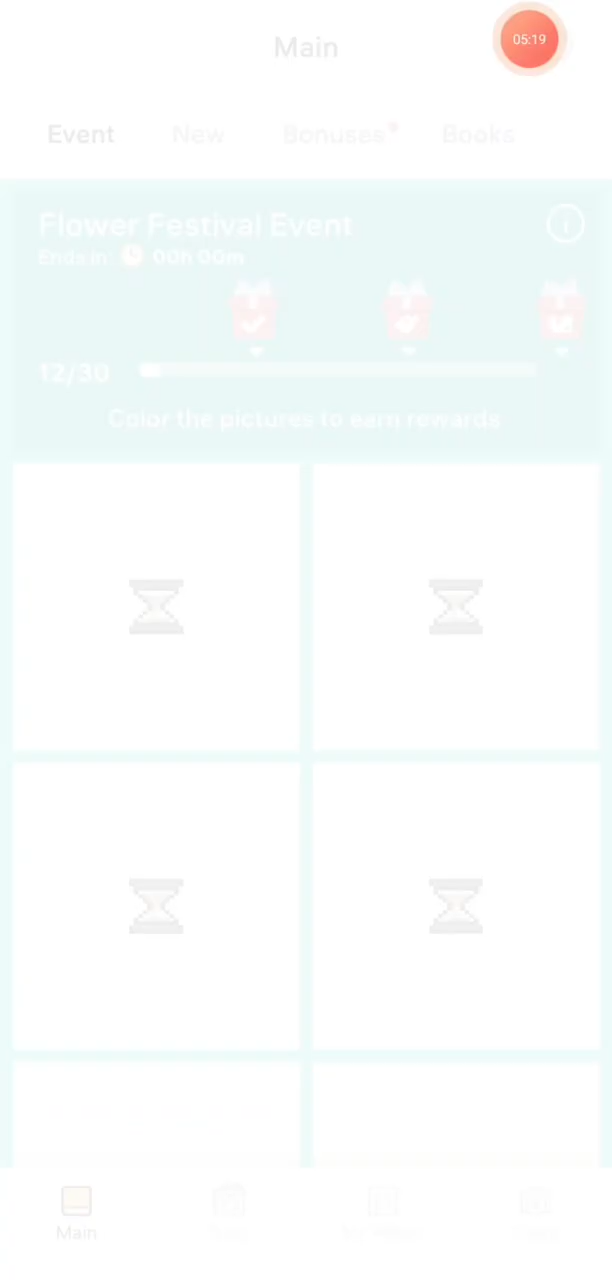 05:19
Main
Event New Bonuses Books
Flower Festival Event
Ends in 00h 00m
12/30
Color the pictures to earn rewards
Main